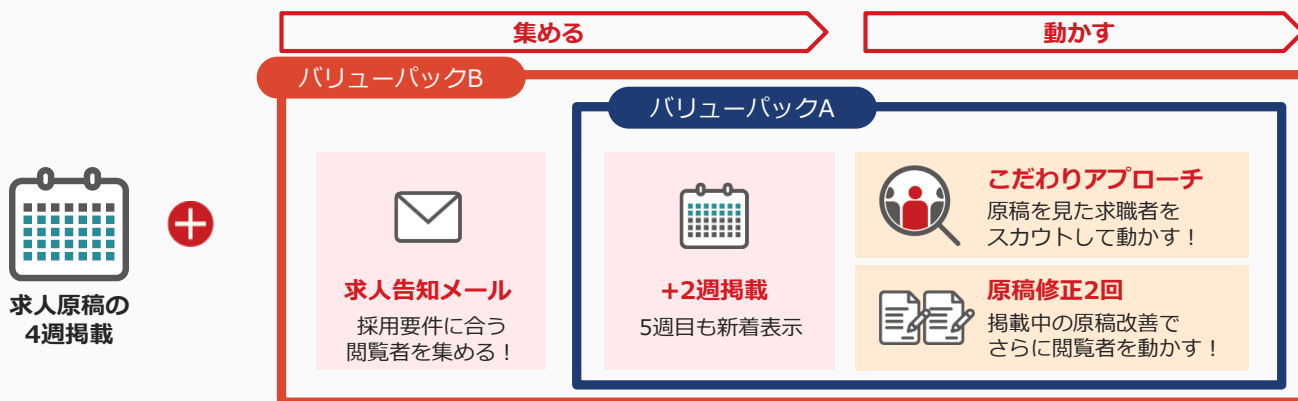 集める
動かす
バリューパックB
バリューパックA
求人原稿の
4週掲載
求人告知メール
採用要件に合う
閲覧者を集める！
+2週掲載
5週目も新着表示
こだわりアプローチ
原稿を見た求職者を
スカウトして動かす！
原稿修正2回
掲載中の原稿改善で
さらに閲覧者を動かす！